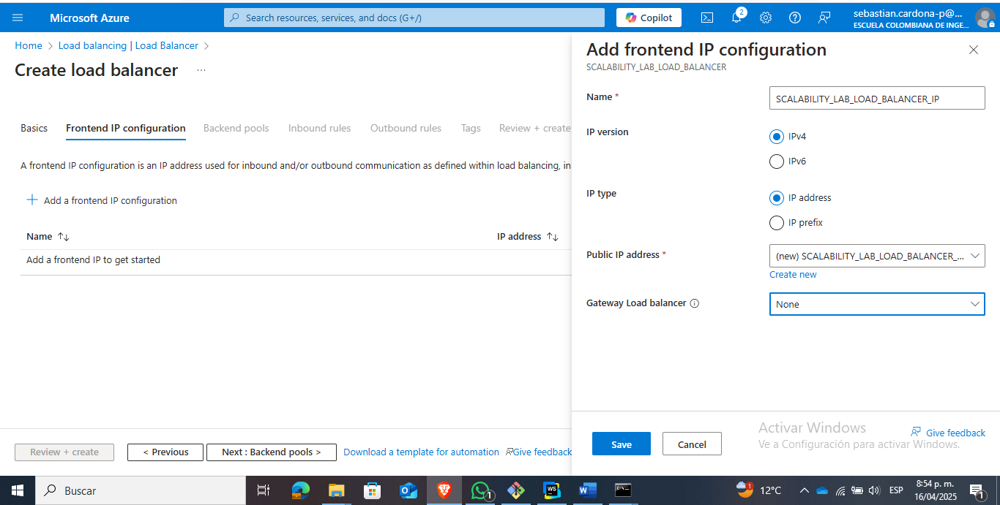 Microsoft Azure
Search resources, services, and docs (G+/)
Copilot
2
sebastian.cardona-p@...
ESCUELA COLOMBIANA DE INGE...
Home > Load balancing | Load Balancer >
Create load balancer ...
Basics
Frontend IP configuration
Backend pools
Inbound rules
Outbound rules
Tags
Review + create
A frontend IP configuration is an IP address used for inbound and/or outbound communication as defined within load balancing, in
+ Add a frontend IP configuration
Name ↑↓
IP address ↑↓
Add a frontend IP to get started
Review + create
< Previous
Next : Backend pools >
Download a template for automation
Give feedback
Add frontend IP configuration
SCALABILITY_LAB_LOAD_BALANCER
Name *
SCALABILITY_LAB_LOAD_BALANCER_IP
IP version
IPv4
IPv6
IP type
IP address
IP prefix
Public IP address *
(new) SCALABILITY_LAB_LOAD_BALANCER_...
Create new
Gateway Load balancer
None
Save
Cancel
Activar Windows
Ve a Configuración para activar Windows.
Give feedback
Buscar
1
WS
W
1
12°C
ESP
8:54 p. m.
16/04/2025
1